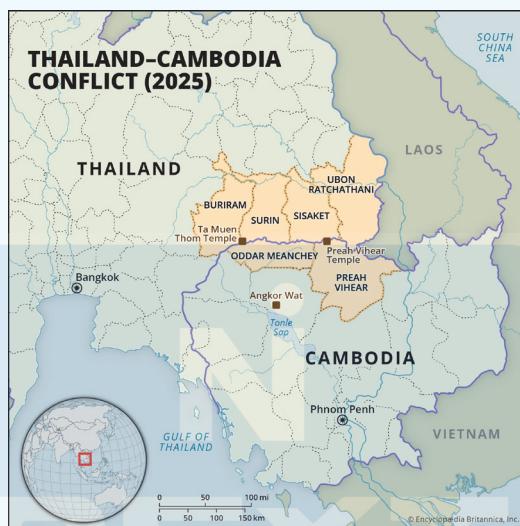 THAILAND–CAMBODIA
CONFLICT (2025)
SOUTH
CHINA
SEA
LAOS
THAILAND
UBON
RATCHATHANI
BURIRAM
SURIN
SISAKET
Ta Muen
Thom Temple
Preah Vihear
Temple
ODDAR MEANCHEY
PREAH
VIHEAR
Bangkok
Angkor Wat
Tonle
Sap
CAMBODIA
Phnom Penh
GULF OF
THAILAND
VIETNAM
0 50 100 mi
0 50 100 150 km
© Encyclopædia Britannica, Inc.